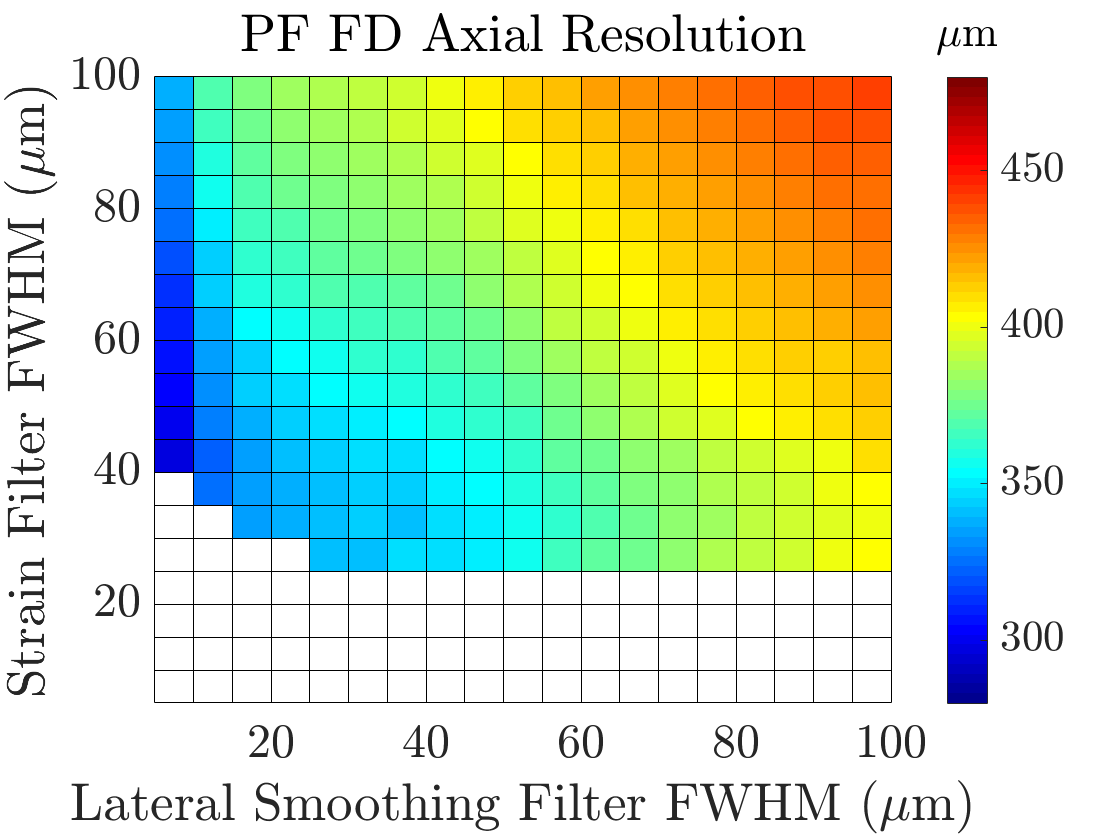 PF FD Axial Resolution
μm
Strain Filter FWHM (μm)
100
80
60
40
20
450
400
350
300
20 40 60 80 100
Lateral Smoothing Filter FWHM (μm)